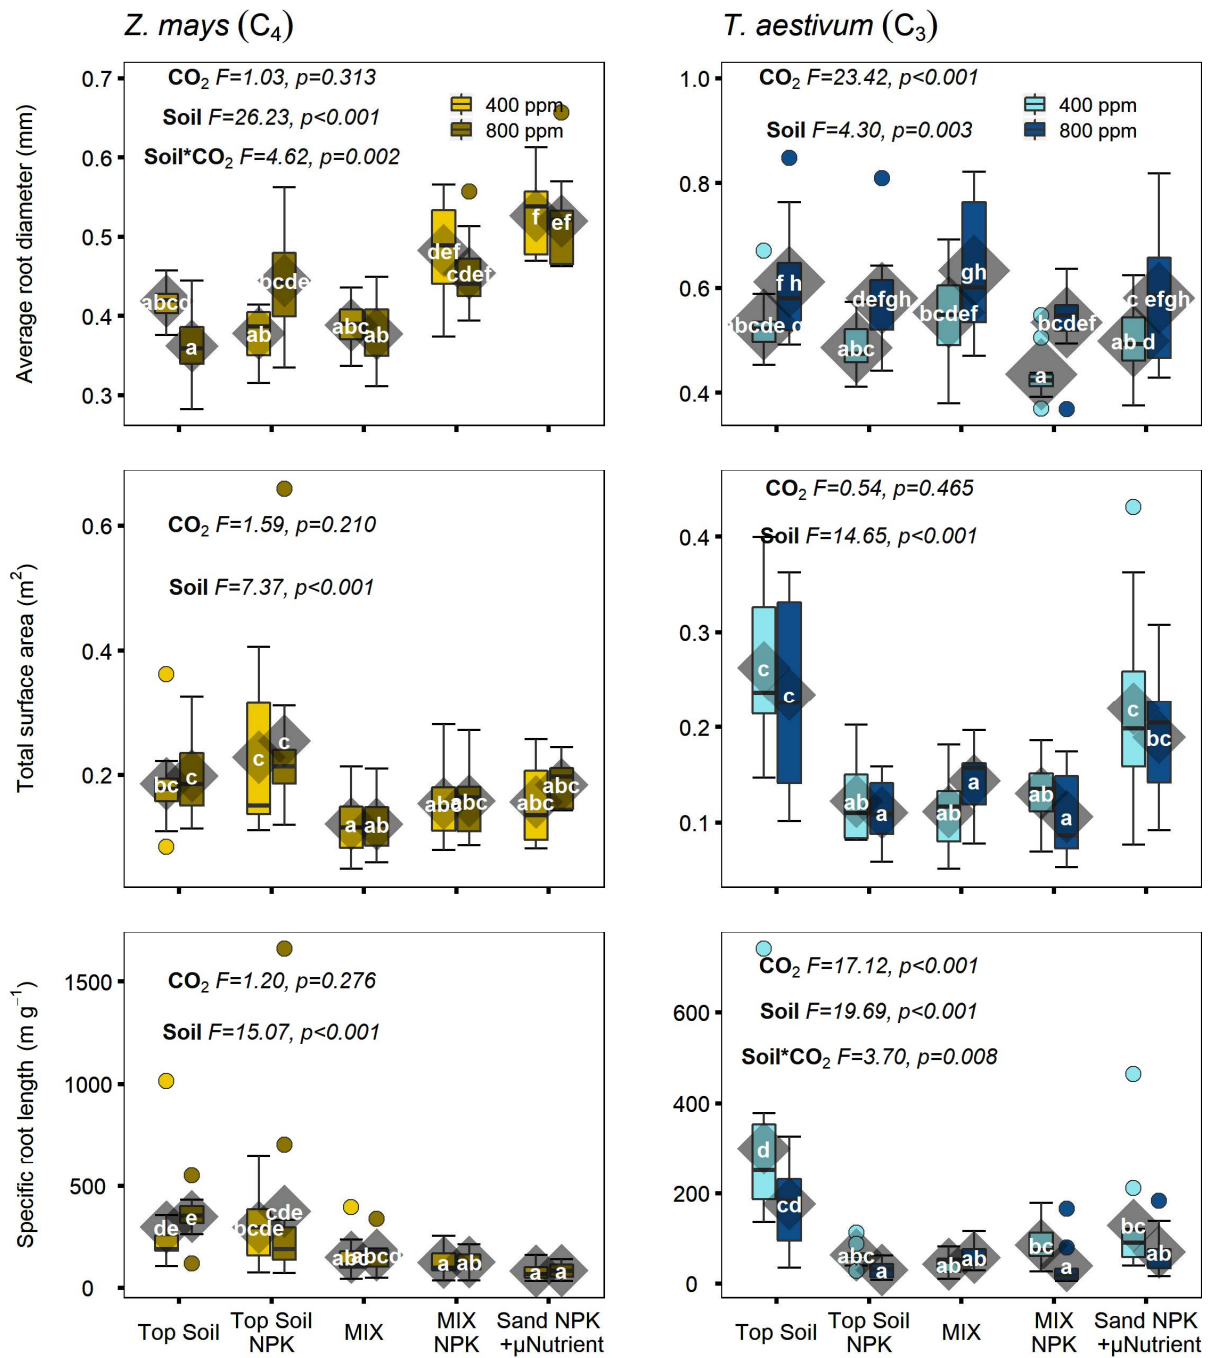 Z. mays (C₄)
T. aestivum (C₃)
Average root diameter (mm)
0.7
0.6
0.5
0.4
0.3
CO₂ F=1.03, p=0.313
Soil F=26.23, p<0.001
Soil*CO₂ F=4.62, p=0.002
400 ppm
800 ppm
abcd
a
ab
bcde
abc
ab
def
cdef
f
ef
1.0
0.8
0.6
0.4
CO₂ F=23.42, p<0.001
Soil F=4.30, p=0.003
400 ppm
800 ppm
abcde g
f h
abc
defgh
bcdef
gh
a
bcdef
ab d
c efgh
Total surface area (m²)
0.6
0.4
0.2
CO₂ F=1.59, p=0.210
Soil F=7.37, p<0.001
bc
c
c
c
a
ab
abc
abc
abc
abc
0.4
0.3
0.2
0.1
CO₂ F=0.54, p=0.465
Soil F=14.65, p<0.001
c
c
ab
a
ab
a
ab
a
c
bc
Specific root length (m g⁻¹)
1500
1000
500
0
CO₂ F=1.20, p=0.276
Soil F=15.07, p<0.001
de
e
bcde
cde
abc
abcd
a
ab
a
a
600
400
200
0
CO₂ F=17.12, p<0.001
Soil F=19.69, p<0.001
Soil*CO₂ F=3.70, p=0.008
d
cd
abc
a
ab
ab
bc
a
bc
ab
Top Soil
Top Soil
NPK
MIX
MIX
NPK
Sand NPK
+µNutrient
Top Soil
Top Soil
NPK
MIX
MIX
NPK
Sand NPK
+µNutrient